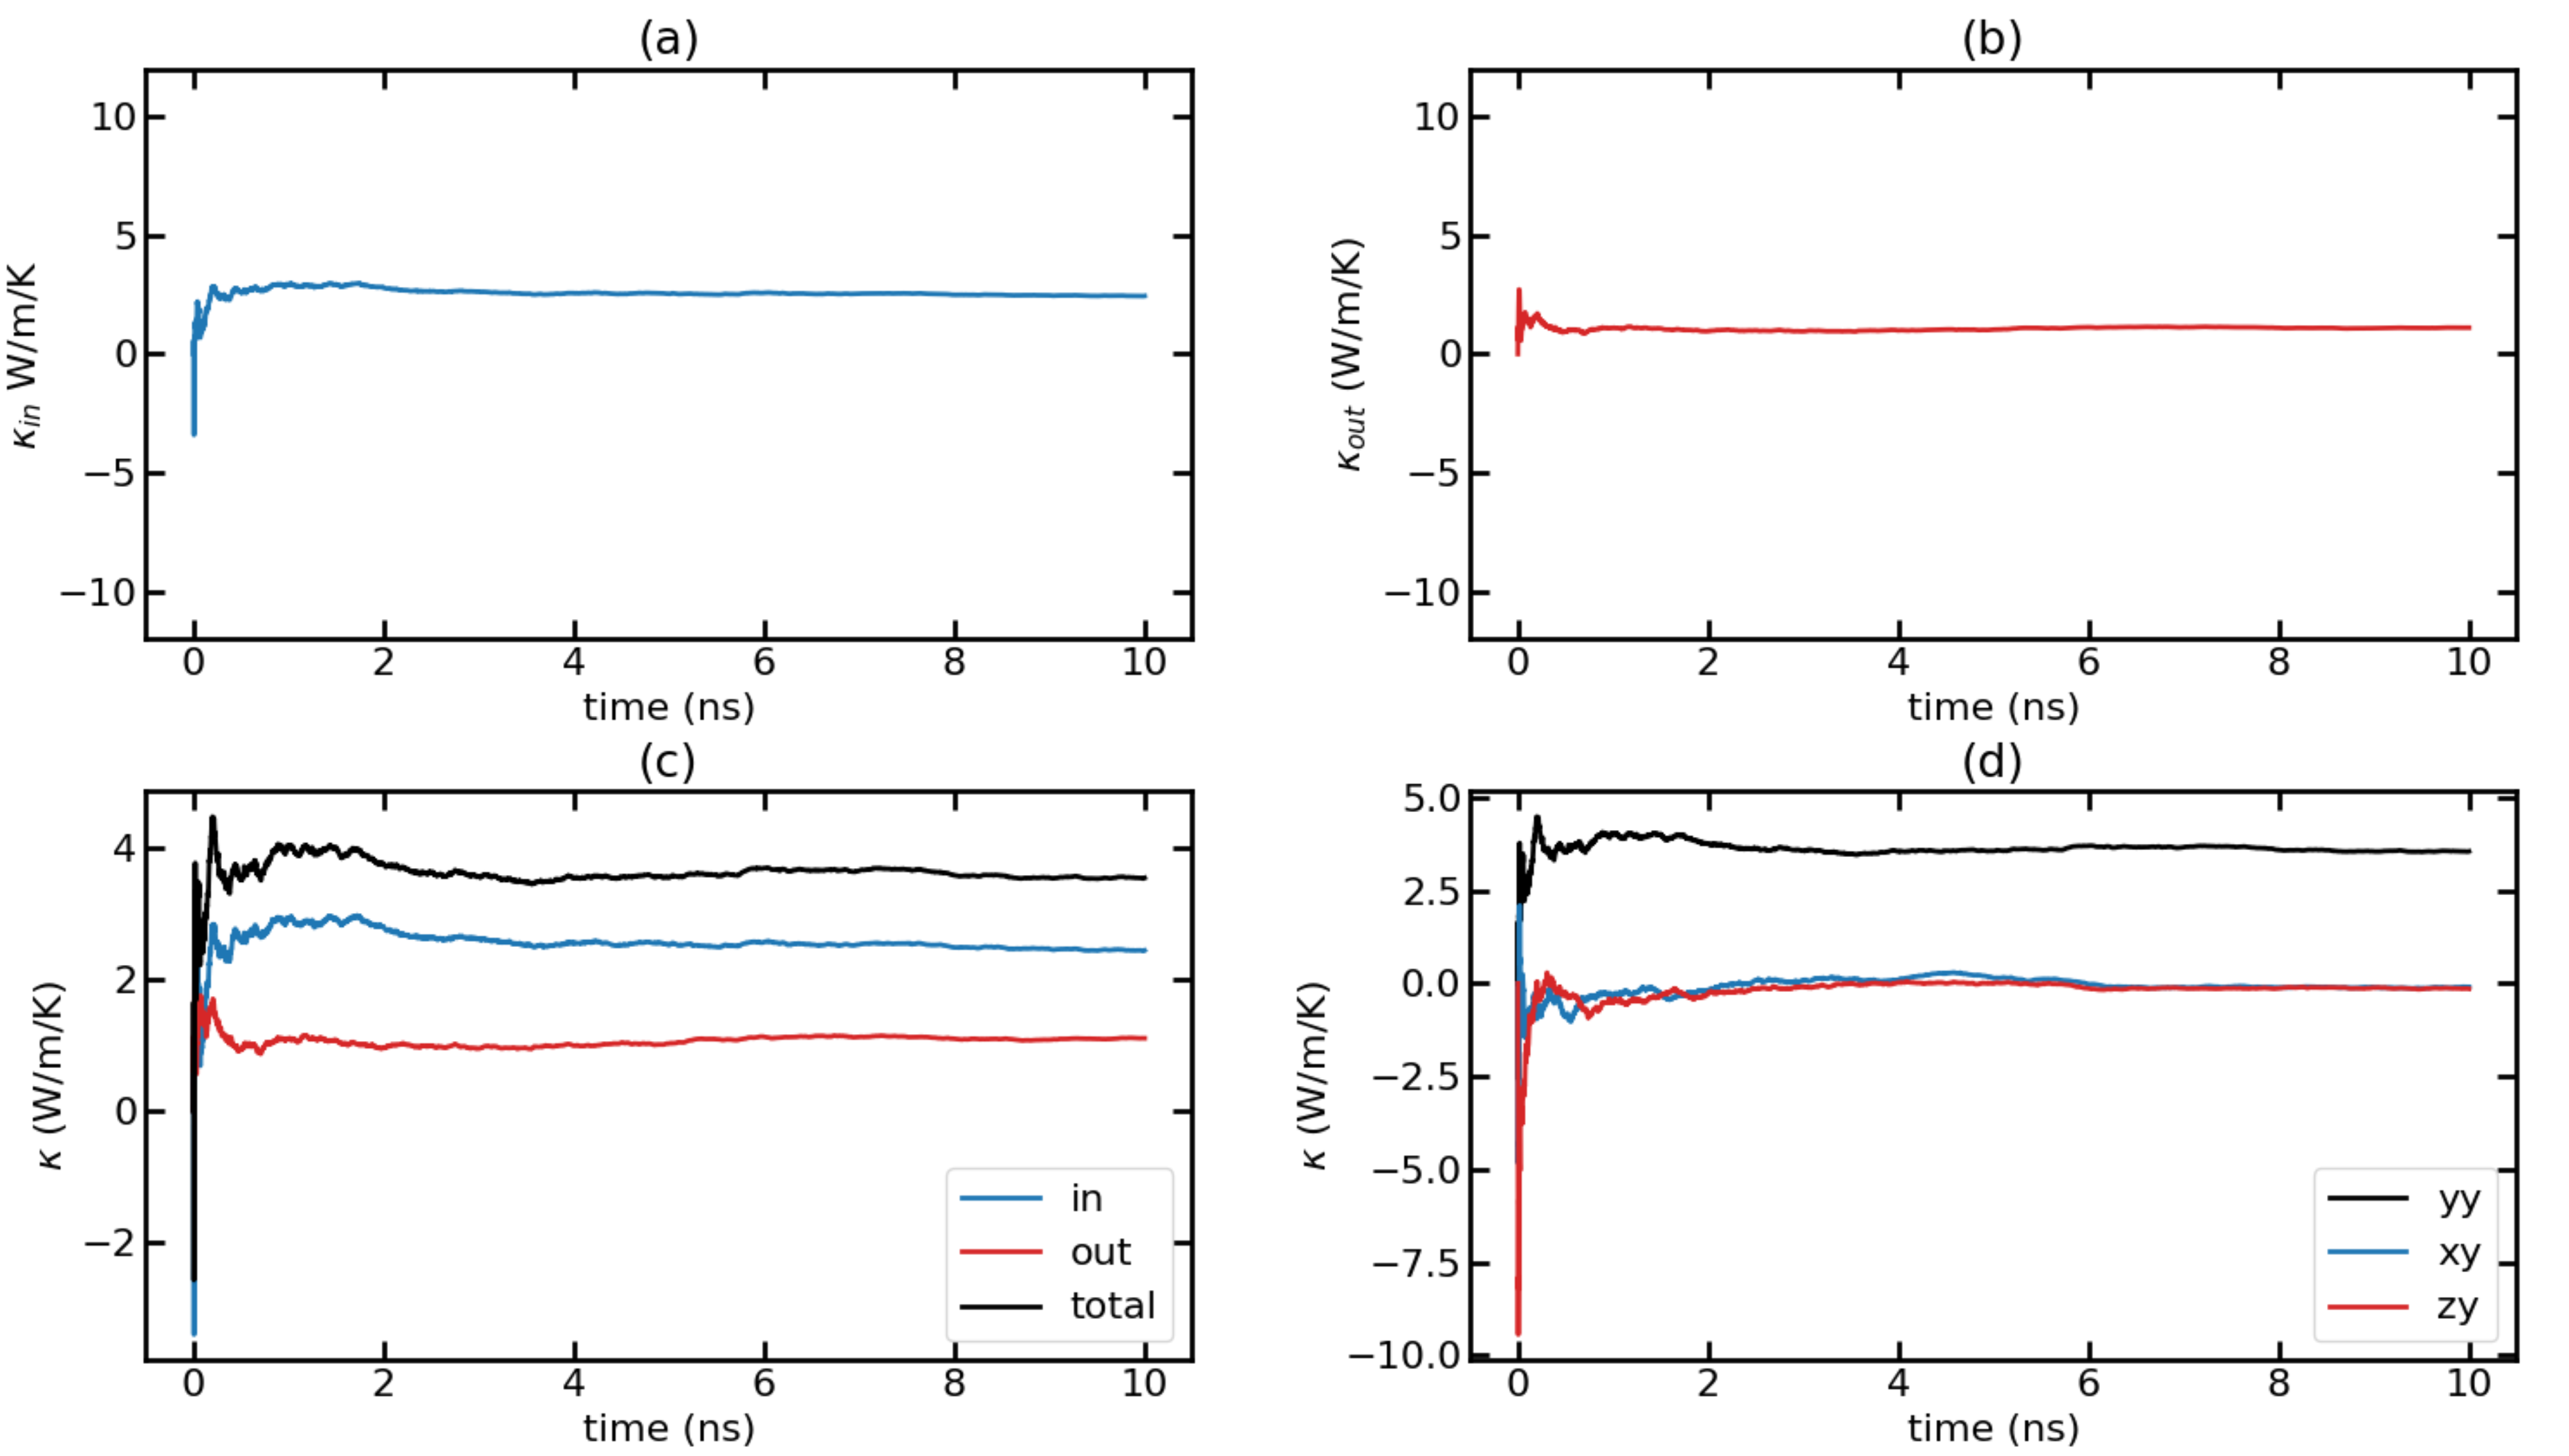 (a)
10
5
0
−5
−10
κin W/m/K
0 2 4 6 8 10
time (ns)
(b)
10
5
0
−5
−10
κout (W/m/K)
0 2 4 6 8 10
time (ns)
(c)
4
2
0
−2
κ (W/m/K)
in
out
total
0 2 4 6 8 10
time (ns)
(d)
5.0
2.5
0.0
−2.5
−5.0
−7.5
−10.0
κ (W/m/K)
yy
xy
zy
0 2 4 6 8 10
time (ns)